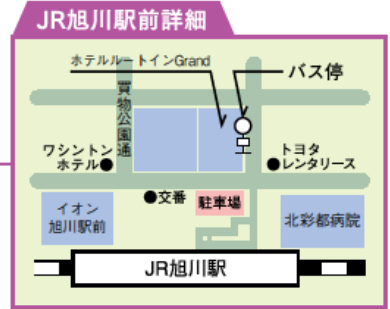 JR旭川駅前詳細
ホテルルートインGrand
バス停
買物公園通
ワシントン
ホテル●
トヨタ
●レンタリース
●交番
駐車場
イオン
旭川駅前
北彩都病院
JR旭川駅